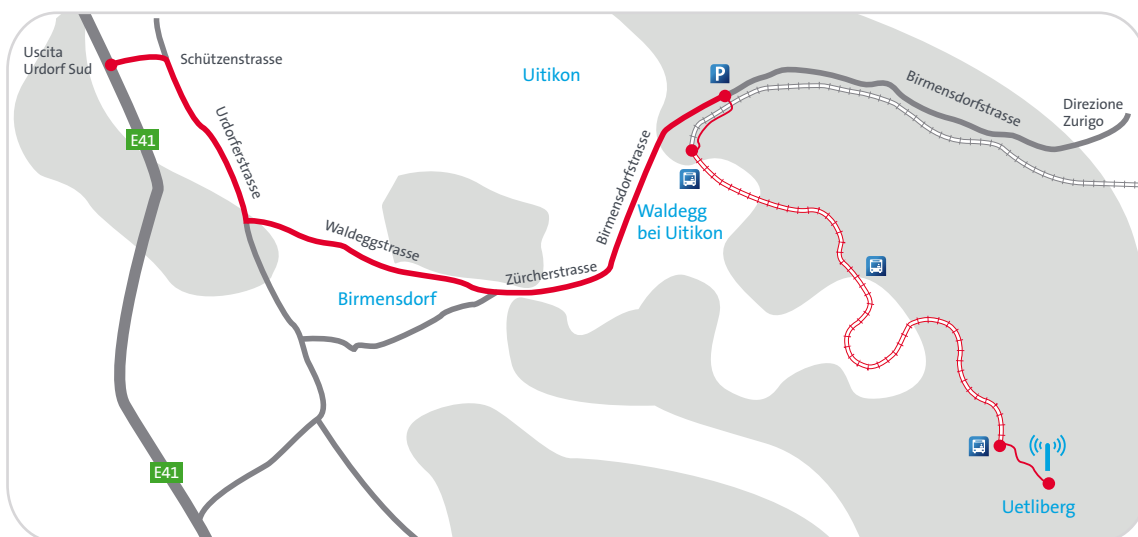 Uscita
Urdorf Sud
Schützenstrasse
Uitikon
P
Birmensdorfstrasse
Direzione
Zurigo
E41
Urdorferstrasse
Birmensdorfstrasse
Waldegg
bei Uitikon
Waldeggstrasse
Zürcherstrasse
Birmensdorf
E41
Uetliberg